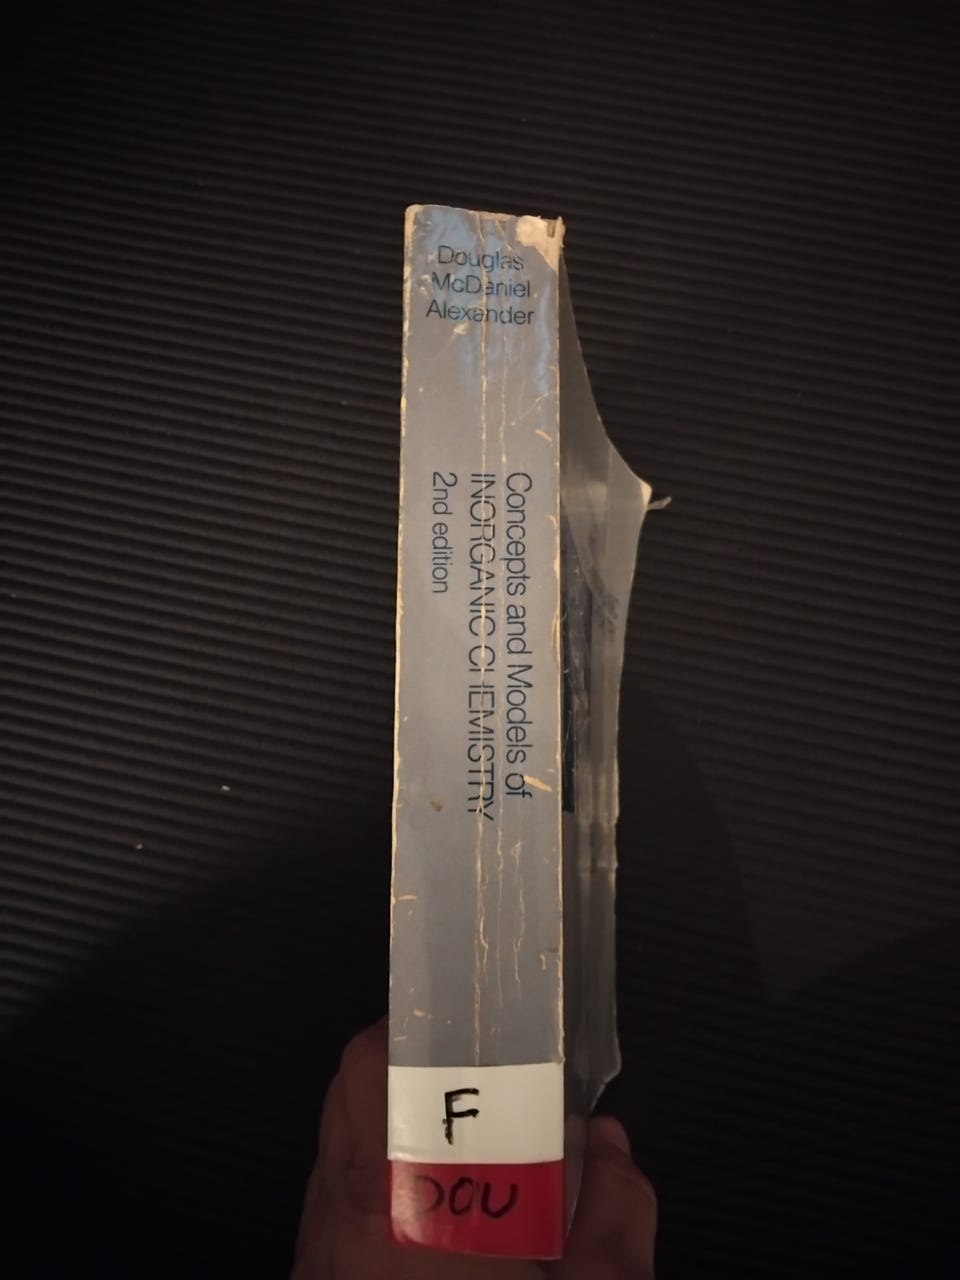 Douglas
McDaniel
Alexander
Concepts and Models of
INORGANIC CHEMISTRY
2nd edition
F
DOU